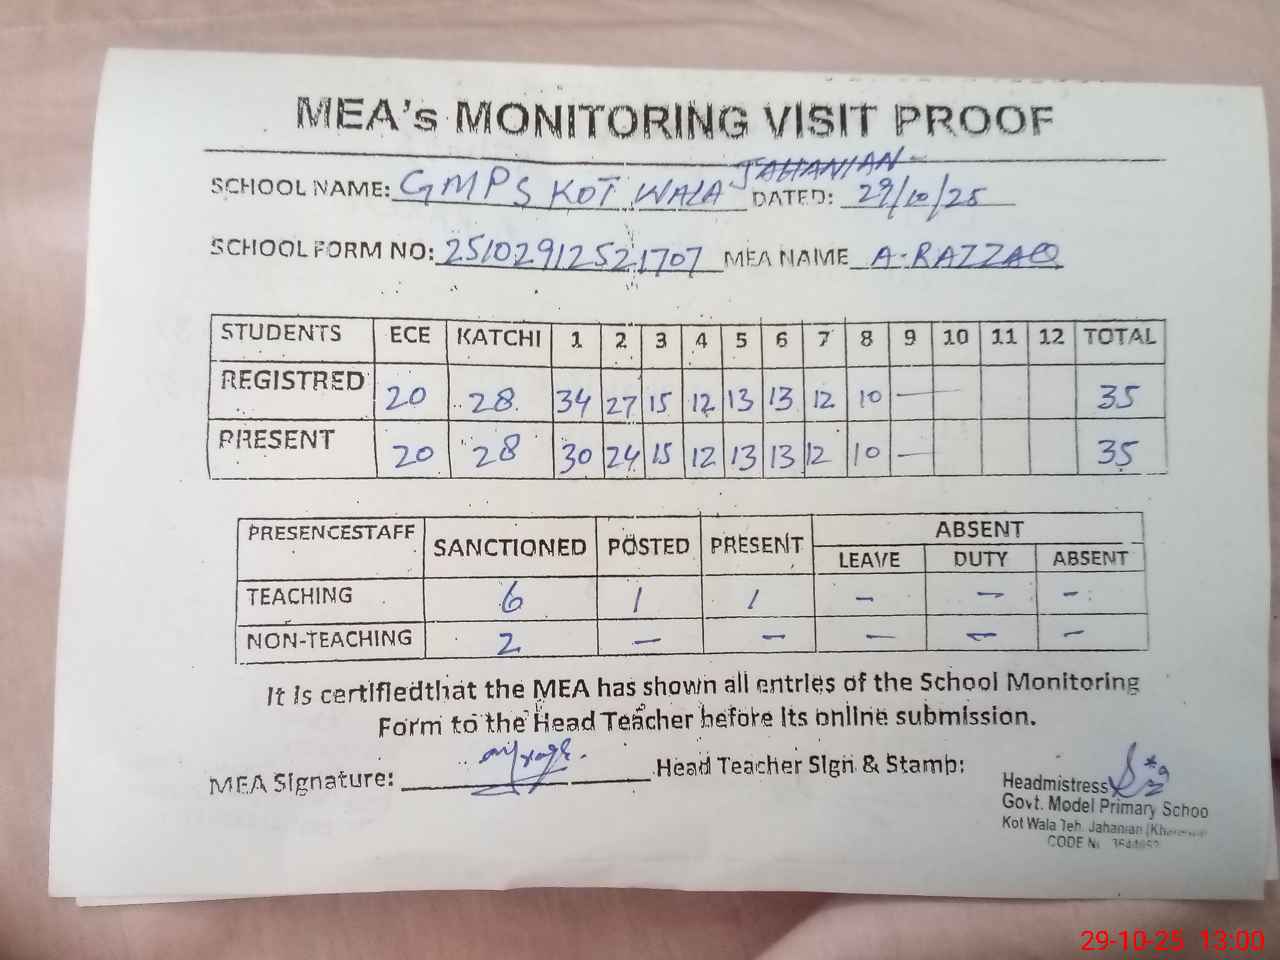 MEA's MONITORING VISIT PROOF
SCHOOL NAME: GMPS KOT WALA JAHANIAN DATED: 29/10/25
SCHOOL FORM NO: 25102912521707 MEA NAME A-RAZZAQ
STUDENTS ECE KATCHI 1 2 3 4 5 6 7 8 9 10 11 12 TOTAL
REGISTRED 20 28 34 27 15 12 13 13 12 10 — 35
PRESENT 20 28 30 24 15 12 13 13 12 10 — 35
PRESENCESTAFF SANCTIONED POSTED PRESENT ABSENT
LEAVE DUTY ABSENT
TEACHING 6 1 1 - - -
NON-TEACHING 2 - - - - -
It is certifiedthat the MEA has shown all entries of the School Monitoring
Form to the Head Teacher before its online submission.
MEA Signature: Head Teacher Sign & Stamp:
Headmistress
Govt. Model Primary Schoo
Kot Wala Teh. Jahanian
CODE
29-10-25 13:00